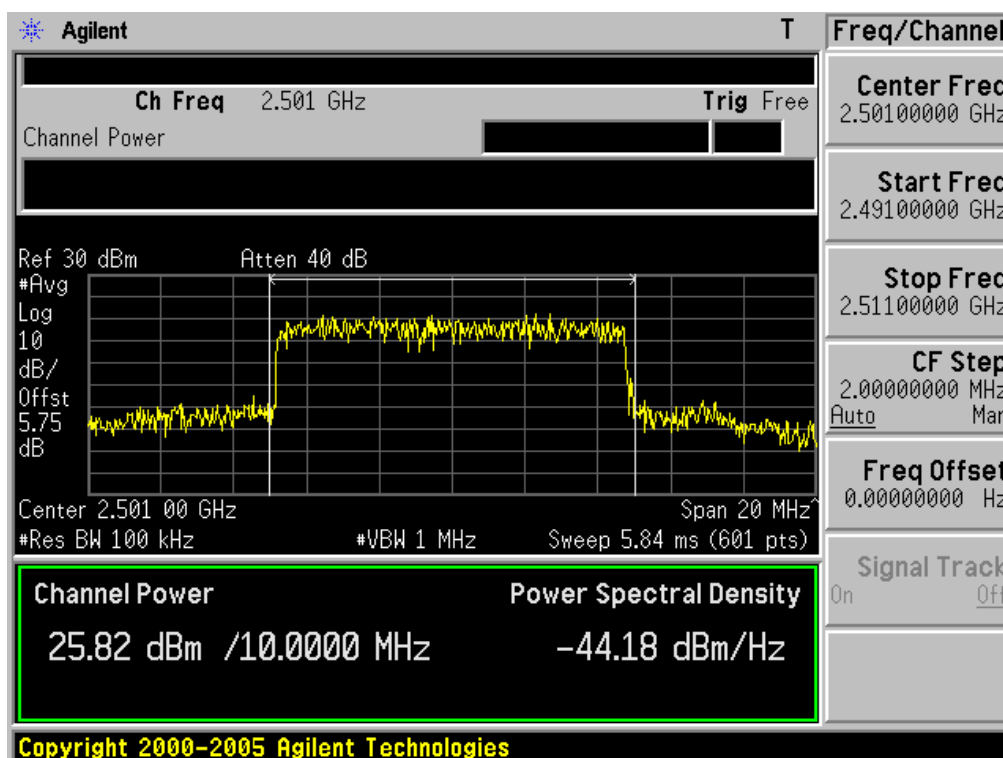 Agilent T
Freq/Channel
Ch Freq 2.501 GHz Trig Free
Channel Power
Ref 30 dBm Atten 40 dB
#Avg
Log
10
dB/
Offst
5.75
dB
Center 2.501 00 GHz Span 20 MHz^
#Res BW 100 kHz #VBW 1 MHz Sweep 5.84 ms (601 pts)
Channel Power Power Spectral Density
25.82 dBm /10.0000 MHz -44.18 dBm/Hz
Center Freq
2.50100000 GHz
Start Freq
2.49100000 GHz
Stop Freq
2.51100000 GHz
CF Step
2.00000000 MHz
Auto Man
Freq Offset
0.00000000 Hz
Signal Track
On Off
Copyright 2000-2005 Agilent Technologies